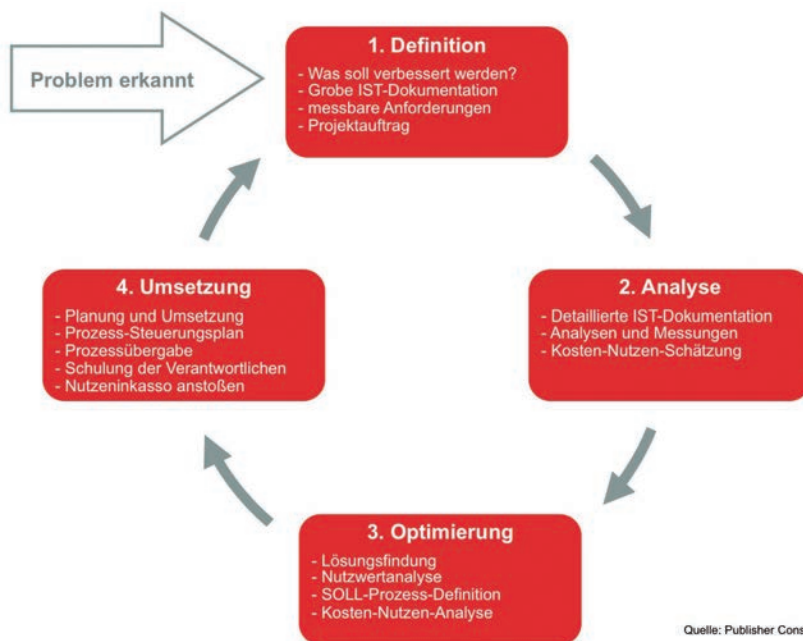 Problem erkannt
1. Definition
- Was soll verbessert werden?
- Grobe IST-Dokumentation
- messbare Anforderungen
- Projektauftrag
2. Analyse
- Detaillierte IST-Dokumentation
- Analysen und Messungen
- Kosten-Nutzen-Schätzung
3. Optimierung
- Lösungsfindung
- Nutzwertanalyse
- SOLL-Prozess-Definition
- Kosten-Nutzen-Analyse
4. Umsetzung
- Planung und Umsetzung
- Prozess-Steuerungsplan
- Prozessübergabe
- Schulung der Verantwortlichen
- Nutzeninkasso anstoßen
Quelle: Publisher Cons